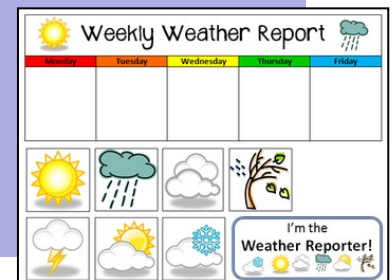 Weekly Weather Report
Monday Tuesday Wednesday Thursday Friday
I'm the
Weather Reporter!